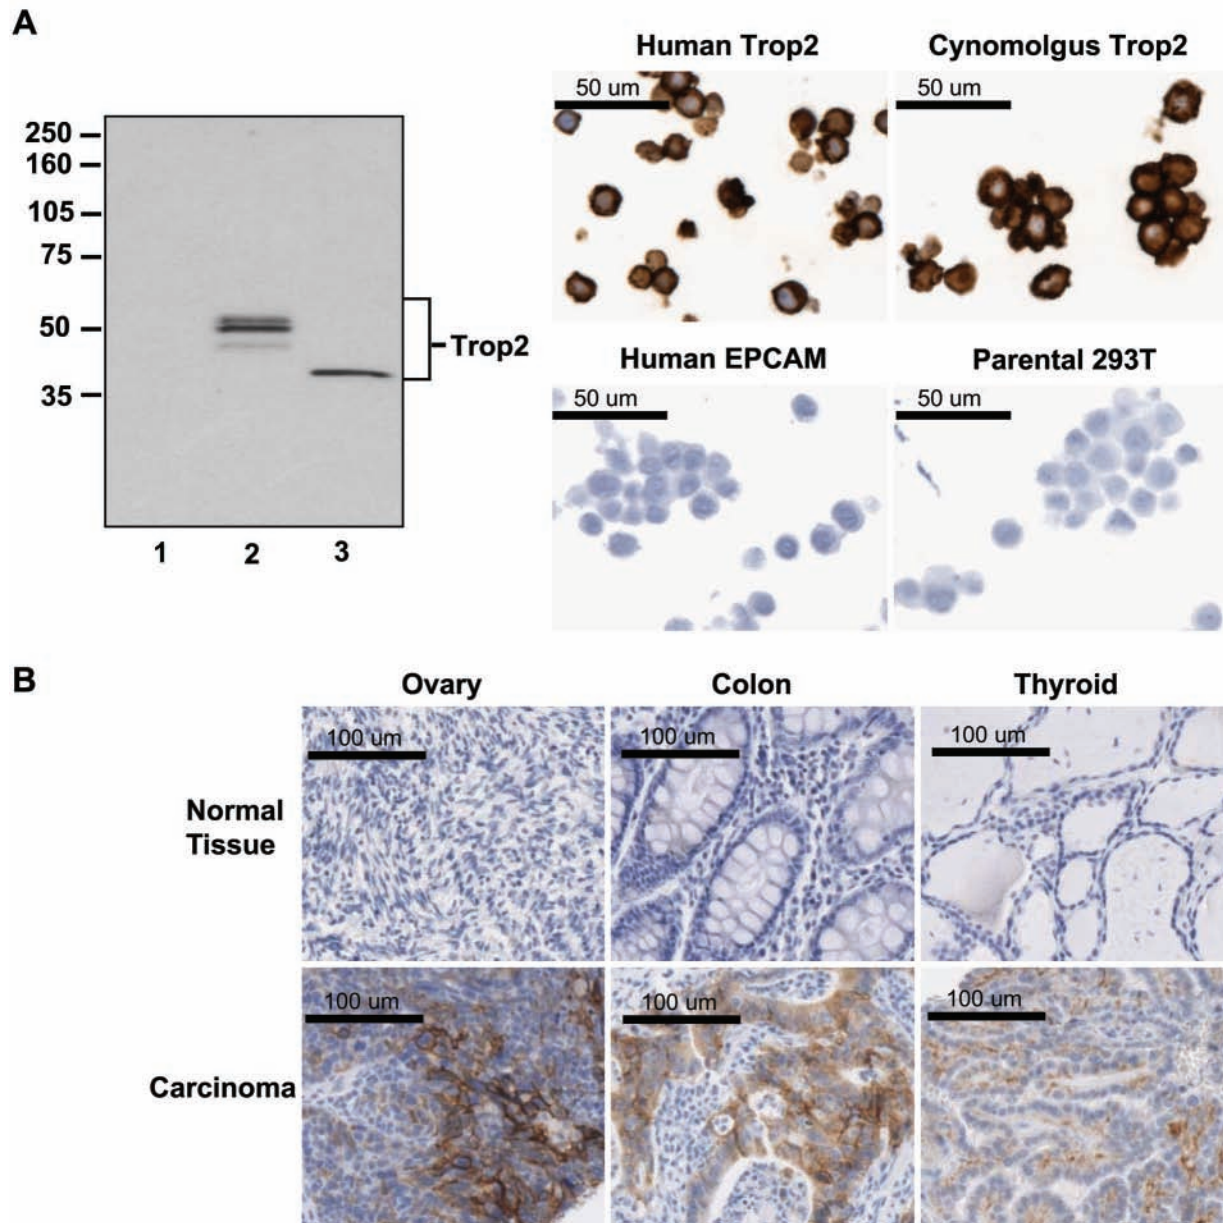 A
Human Trop2
Cynomolgus Trop2
250
160
105
75
50
35
Trop2
1 2 3
50 um
50 um
Human EPCAM
Parental 293T
50 um
50 um
B
Ovary
Colon
Thyroid
Normal
Tissue
100 um
100 um
100 um
Carcinoma
100 um
100 um
100 um